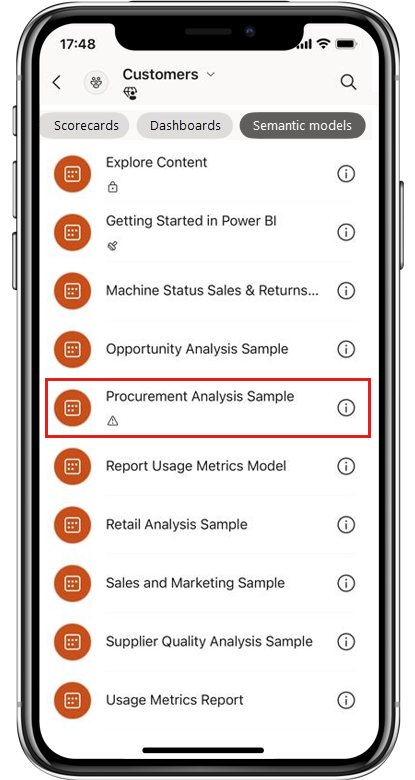 17:48
Customers
Scorecards
Dashboards
Semantic models
Explore Content
Getting Started in Power BI
Machine Status Sales & Returns...
Opportunity Analysis Sample
Procurement Analysis Sample
Report Usage Metrics Model
Retail Analysis Sample
Sales and Marketing Sample
Supplier Quality Analysis Sample
Usage Metrics Report